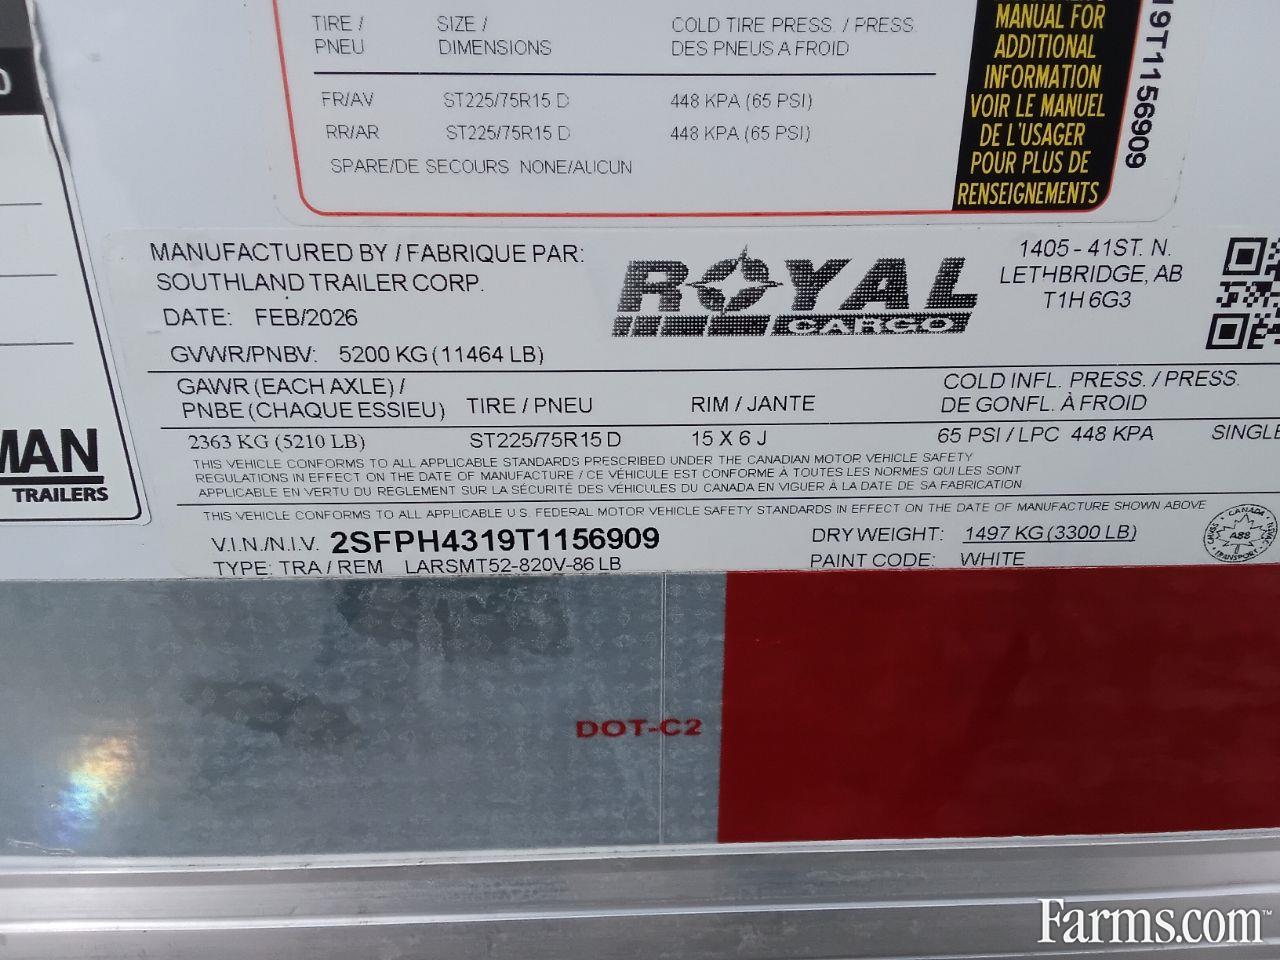 TIRE / SIZE / COLD TIRE PRESS. / PRESS.
PNEU DIMENSIONS DES PNEUS A FROID
FR/AV ST225/75R15 D 448 KPA (65 PSI)
RR/AR ST225/75R15 D 448 KPA (65 PSI)
SPARE/DE SECOURS NONE/AUCUN
MANUAL FOR
ADDITIONAL
INFORMATION
VOIR LE MANUEL
DE L'USAGER
POUR PLUS DE
RENSEIGNEMENTS
19T1156909
MANUFACTURED BY / FABRIQUE PAR:
SOUTHLAND TRAILER CORP.
DATE: FEB/2026
GVWR/PNBV: 5200 KG (11464 LB)
ROYAL
CARGO
1405 - 41ST. N.
LETHBRIDGE, AB
T1H 6G3
GAWR (EACH AXLE) /
PNBE (CHAQUE ESSIEU) TIRE / PNEU RIM / JANTE COLD INFL. PRESS. / PRESS.
DE GONFL. À FROID
2363 KG (5210 LB) ST225/75R15 D 15 X 6 J 65 PSI / LPC 448 KPA SINGLE
THIS VEHICLE CONFORMS TO ALL APPLICABLE STANDARDS PRESCRIBED UNDER THE CANADIAN MOTOR VEHICLE SAFETY
REGULATIONS IN EFFECT ON THE DATE OF MANUFACTURE / CE VÉHICULE EST CONFORME À TOUTES LES NORMES QUI LES SONT
APPLICABLE EN VERTU DU REGLEMENT SUR LA SÉCURITÉ DES VÉHICULES DU CANADA EN VIGUER À LA DATE DE SA FABRICATION
THIS VEHICLE CONFORMS TO ALL APPLICABLE U.S. FEDERAL MOTOR VEHICLE SAFETY STANDARDS IN EFFECT ON THE DATE OF MANUFACTURE SHOWN ABOVE
V.I.N./N.I.V. 2SFPH4319T1156909 DRY WEIGHT: 1497 KG (3300 LB)
TYPE: TRA / REM LARSMT52-820V-86 LB PAINT CODE: WHITE
CANADA
A88
TRANSPORT
MAN
TRAILERS
DOT-C2
Farms.com™